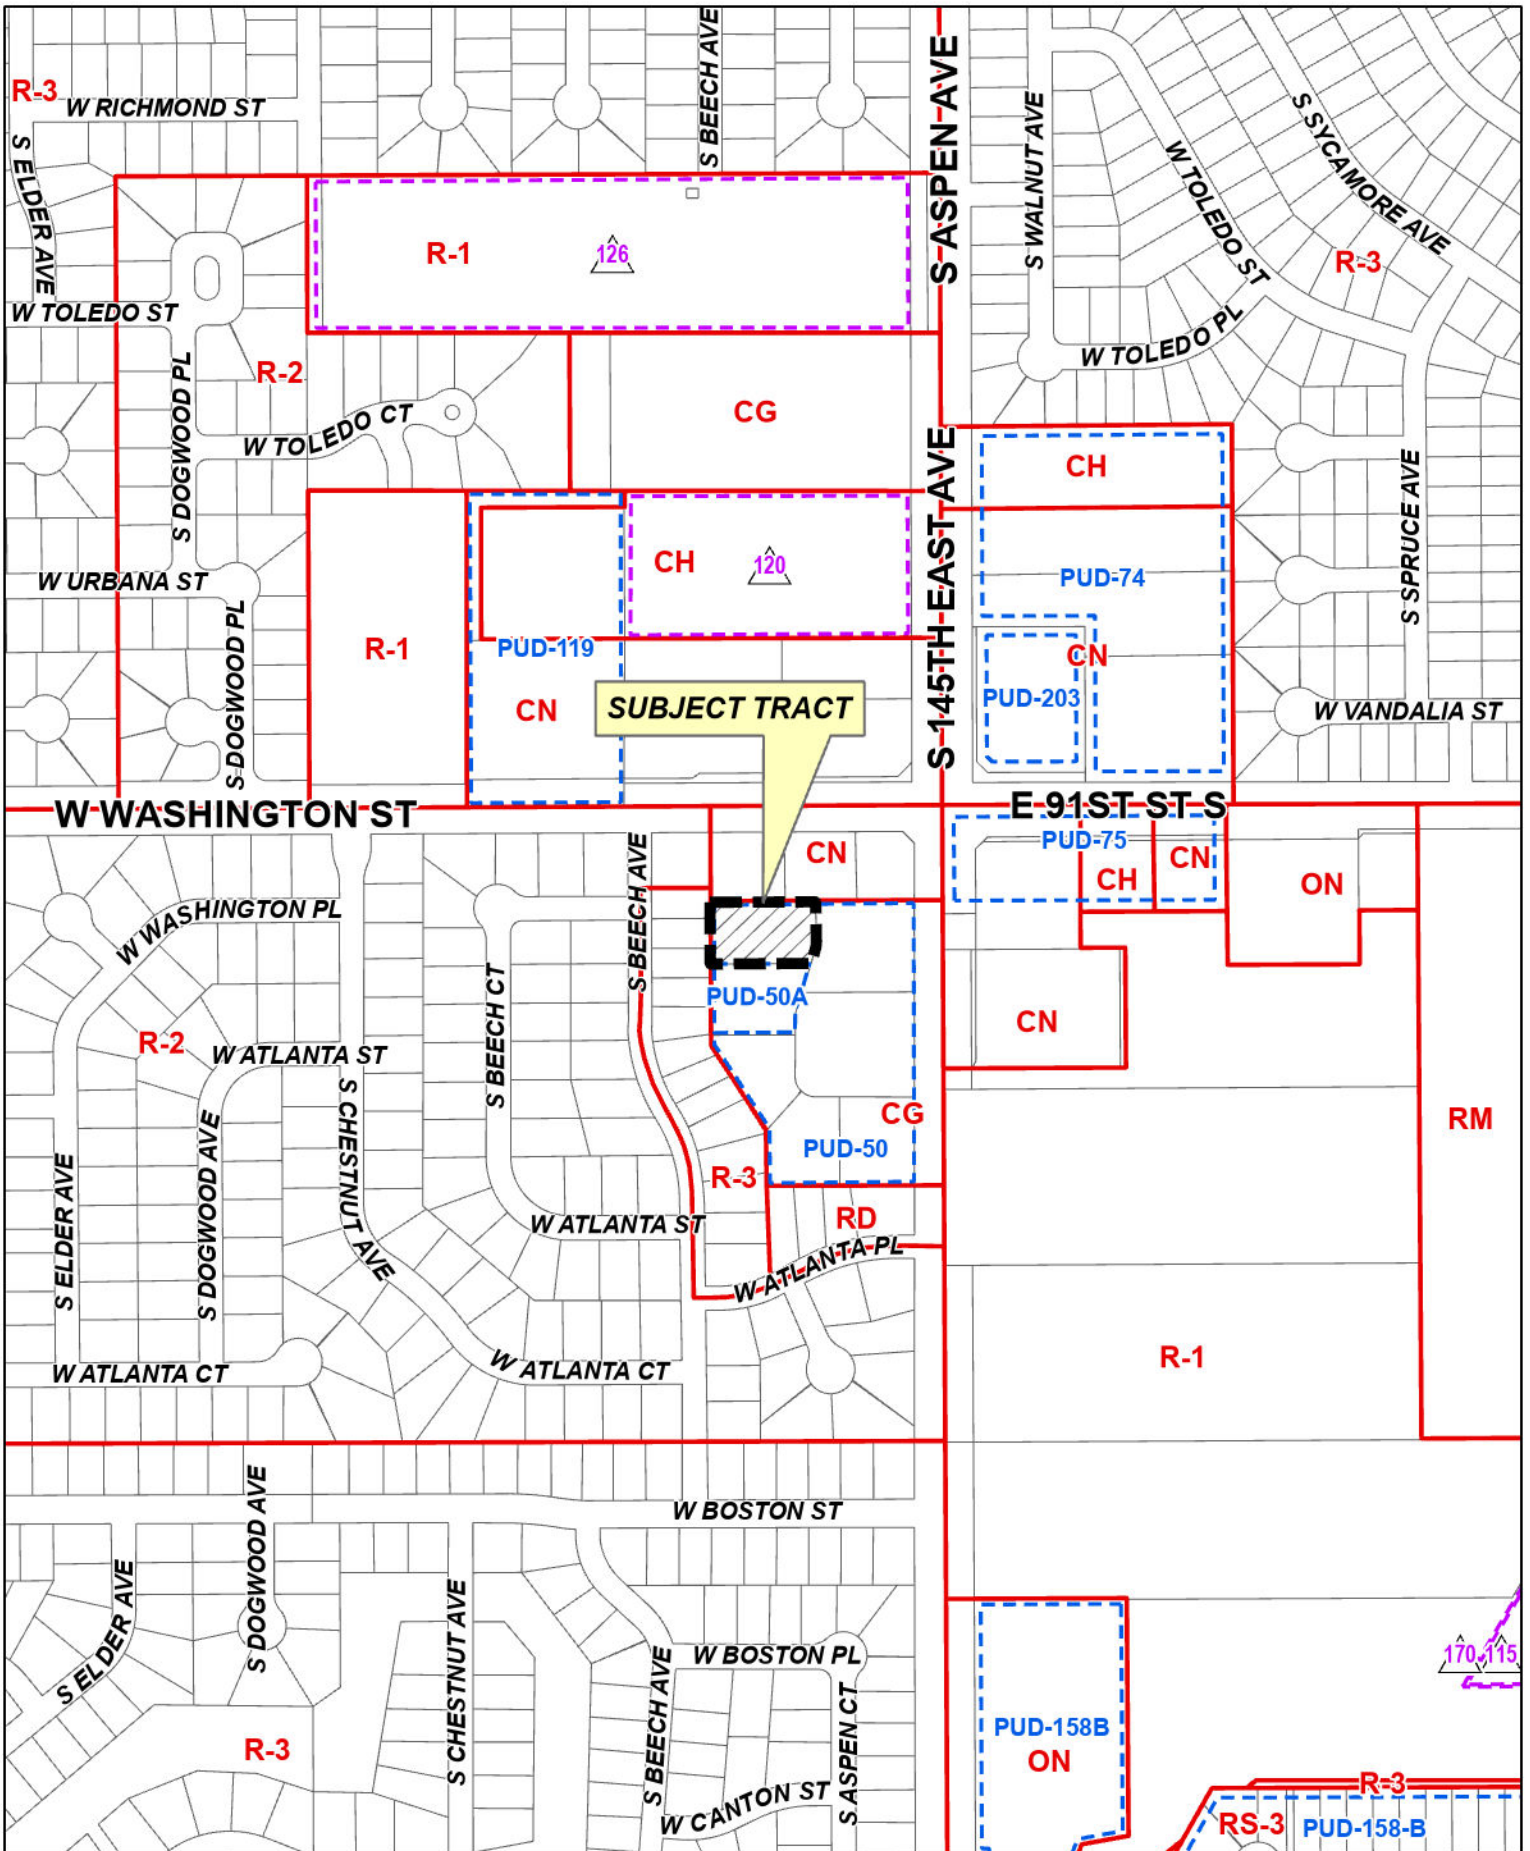 S BEECH AVE
R-3
W RICHMOND ST
S ELDER AVE
S ASPEN AVE
S WALNUT AVE
S SYCAMORE AVE
W TOLEDO ST
R-1
126
R-3
W TOLEDO ST
W TOLEDO PL
S DOGWOOD PL
R-2
W TOLEDO CT
CG
CH
S SPRUCE AVE
S 145TH EAST AVE
W URBANA ST
CH
120
PUD-74
S DOGWOOD PL
R-1
PUD-119
CN
PUD-203
CN
SUBJECT TRACT
W VANDALIA ST
W WASHINGTON ST
E 91ST ST S
PUD-75
CN
CN
CH
ON
S BEECH AVE
W WASHINGTON PL
PUD-50A
S BEECH CT
CN
R-2
W ATLANTA ST
S CHESTNUT AVE
CG
RM
S DOGWOOD AVE
PUD-50
S ELDER AVE
R-3
RD
W ATLANTA ST
W ATLANTA PL
R-1
W ATLANTA CT
W ATLANTA CT
W BOSTON ST
S DOGWOOD AVE
S ELDER AVE
S CHESTNUT AVE
S BEECH AVE
W BOSTON PL
S ASPEN CT
170
115
PUD-158B
ON
R-3
W CANTON ST
R-3
RS-3
PUD-158-B